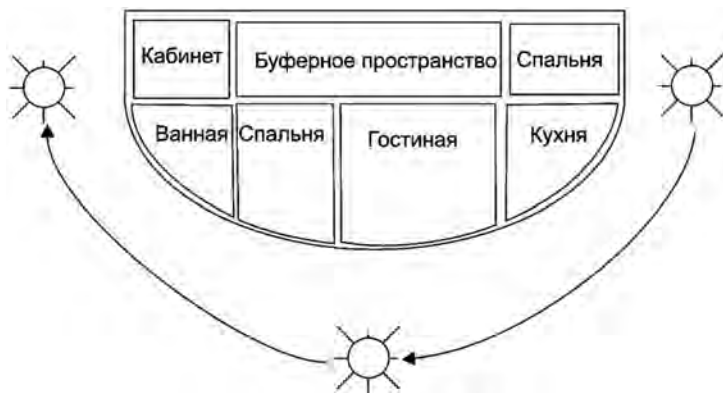 Кабинет
Буферное пространство
Спальня
Ванная
Спальня
Гостиная
Кухня